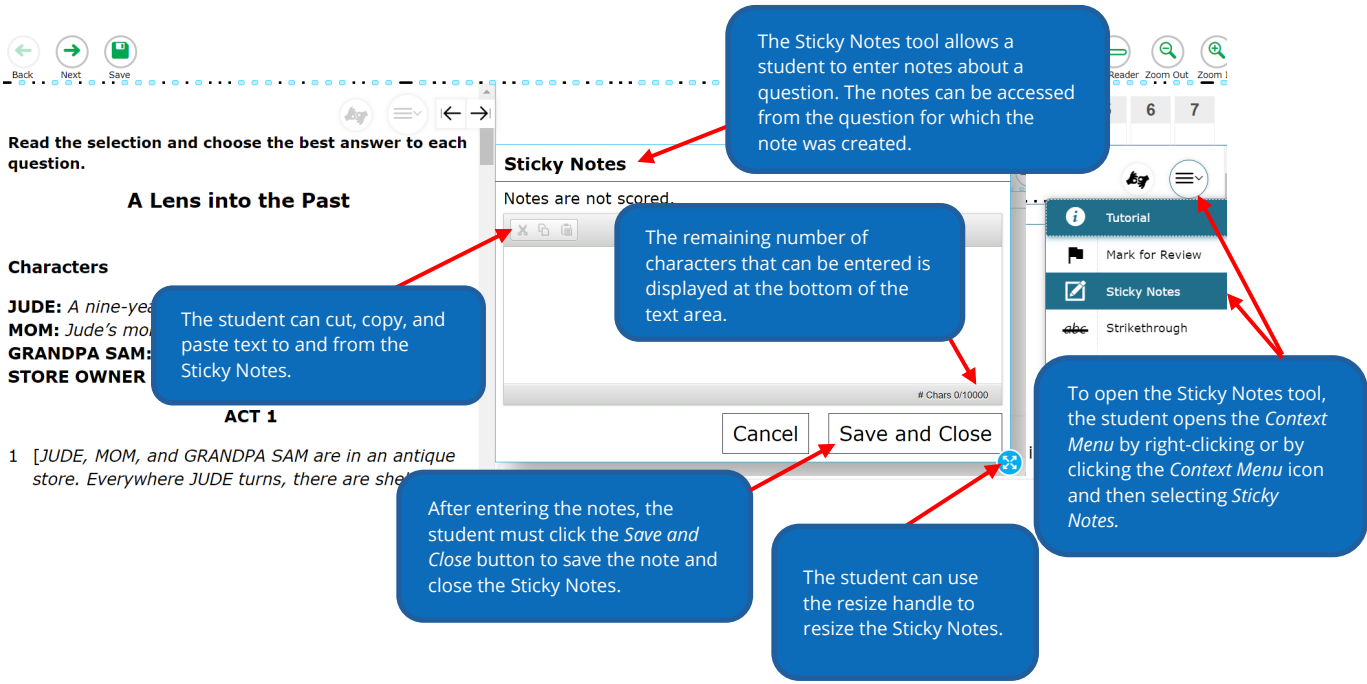 Back Next Save
Reader Zoom Out Zoom
6 7
Read the selection and choose the best answer to each
question.
A Lens into the Past
Characters
JUDE: A nine-yea
MOM: Jude's mo
GRANDPA SAM:
STORE OWNER
ACT 1
1 [JUDE, MOM, and GRANDPA SAM are in an antique
store. Everywhere JUDE turns, there are
The Sticky Notes tool allows a
student to enter notes about a
question. The notes can be accessed
from the question for which the
note was created.
Sticky Notes
Notes are not scored.
The remaining number of
characters that can be entered is
displayed at the bottom of the
text area.
The student can cut, copy, and
paste text to and from the
Sticky Notes.
# Chars 0/10000
Cancel
Save and Close
Tutorial
Mark for Review
Sticky Notes
abc Strikethrough
To open the Sticky Notes tool,
the student opens the Context
Menu by right-clicking or by
clicking the Context Menu icon
and then selecting Sticky
Notes.
After entering the notes, the
student must click the Save and
Close button to save the note and
close the Sticky Notes.
The student can use
the resize handle to
resize the Sticky Notes.